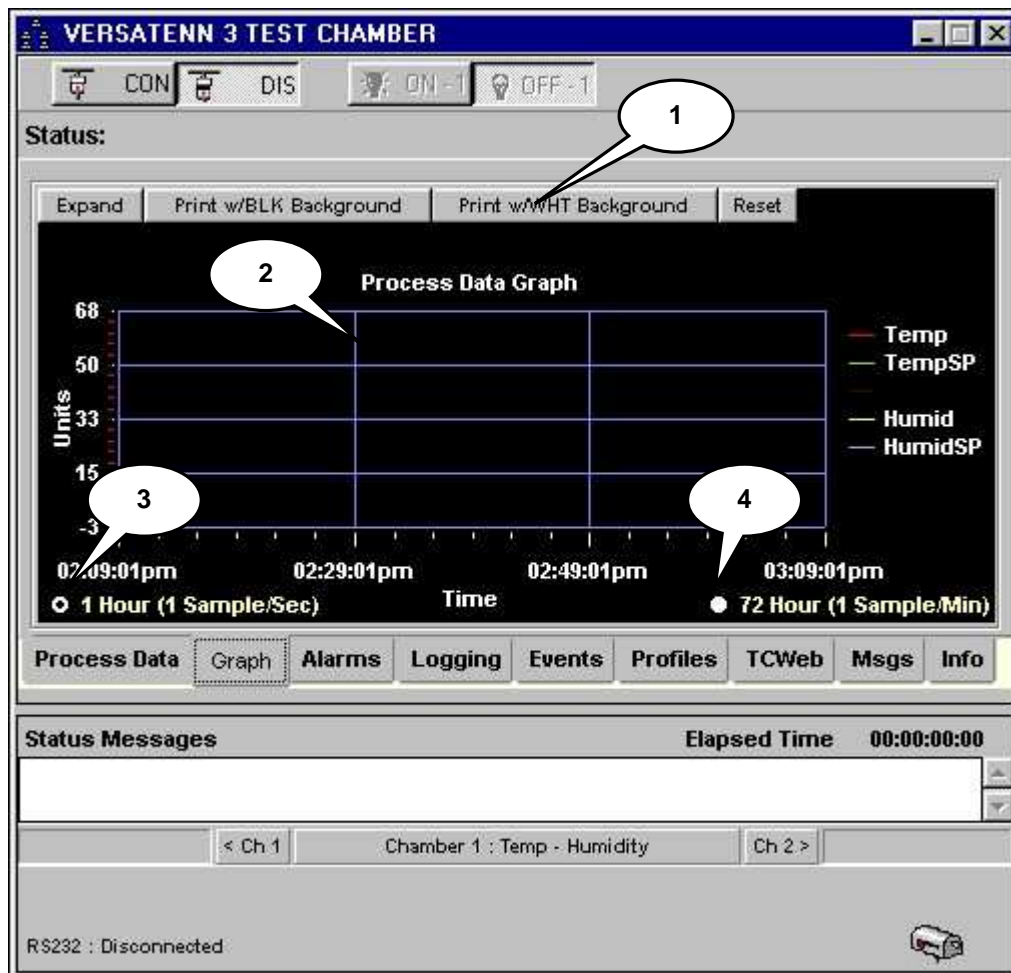 VERSATENN 3 TEST CHAMBER
CON DIS ON - 1 OFF - 1
1
Status:
Expand Print w/BLK Background Print w/WHT Background Reset
2
Process Data Graph
68
50
33
15
-3
Units
Temp
TempSP
Humid
HumidSP
3
4
02:09:01pm 02:29:01pm 02:49:01pm 03:09:01pm
1 Hour (1 Sample/Sec) Time 72 Hour (1 Sample/Min)
Process Data Graph Alarms Logging Events Profiles TCWeb Msgs Info
Status Messages Elapsed Time 00:00:00:00
< Ch 1 Chamber 1 : Temp - Humidity Ch 2 >
RS232 : Disconnected